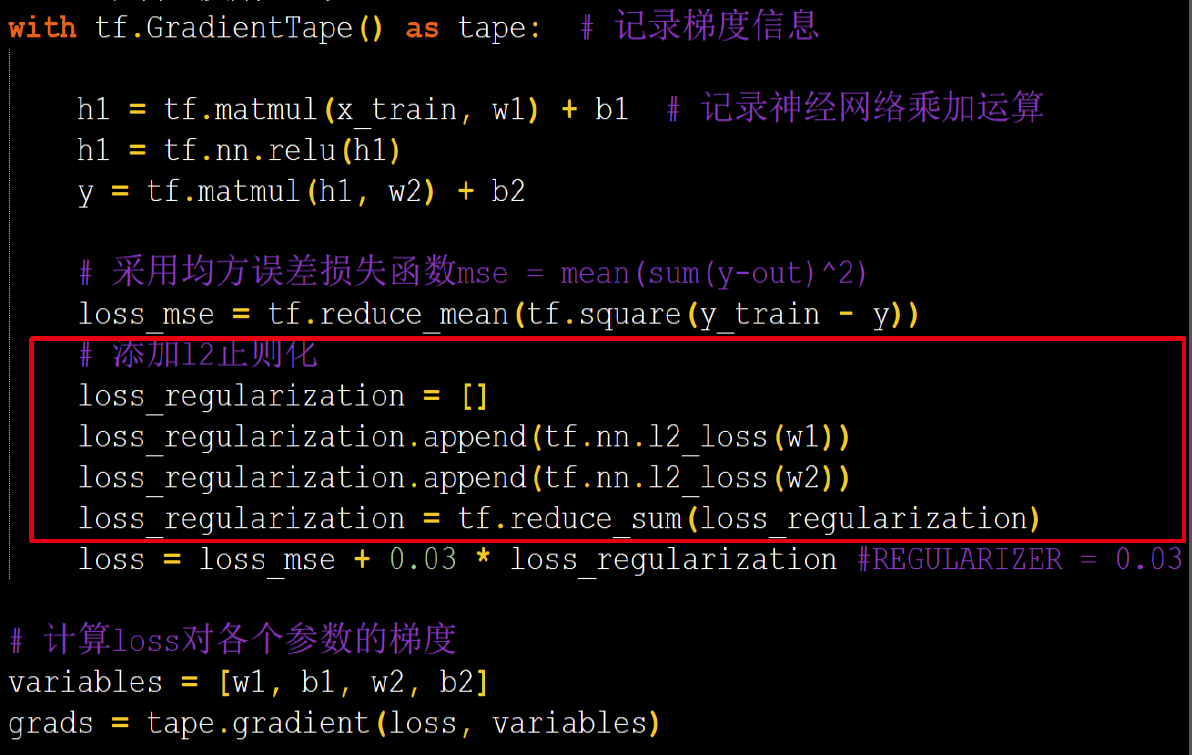 with tf.GradientTape() as tape:  # 记录梯度信息
h1 = tf.matmul(x_train, w1) + b1  # 记录神经网络乘加运算
h1 = tf.nn.relu(h1)
y = tf.matmul(h1, w2) + b2
# 采用均方误差损失函数mse = mean(sum(y-out)^2)
loss_mse = tf.reduce_mean(tf.square(y_train - y))
# 添加l2正则化
loss_regularization = []
loss_regularization.append(tf.nn.l2_loss(w1))
loss_regularization.append(tf.nn.l2_loss(w2))
loss_regularization = tf.reduce_sum(loss_regularization)
loss = loss_mse + 0.03 * loss_regularization #REGULARIZER = 0.03
# 计算loss对各个参数的梯度
variables = [w1, b1, w2, b2]
grads = tape.gradient(loss, variables)